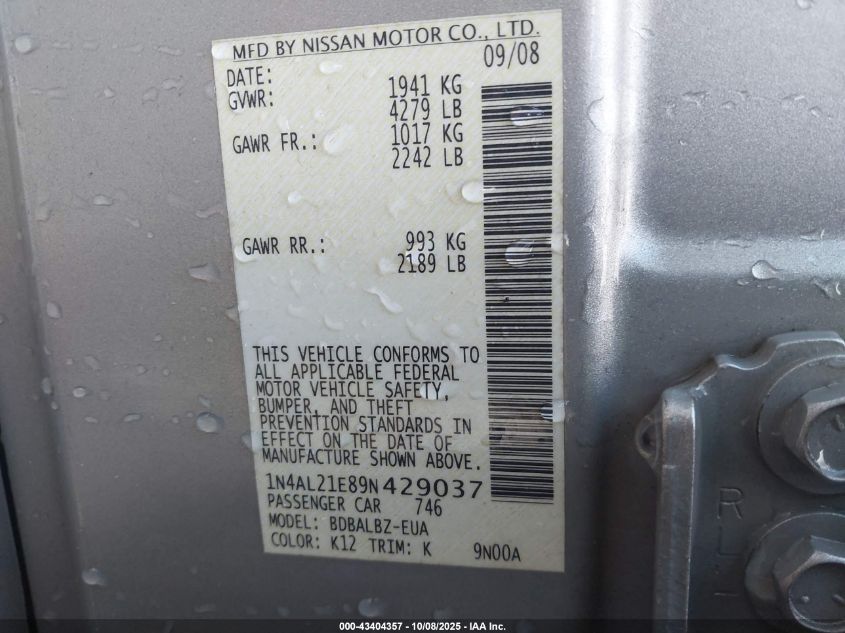 MFD BY NISSAN MOTOR CO., LTD.
DATE: 09/08
GVWR: 1941 KG
4279 LB
GAWR FR.: 1017 KG
2242 LB
GAWR RR.: 993 KG
2189 LB
THIS VEHICLE CONFORMS TO
ALL APPLICABLE FEDERAL
MOTOR VEHICLE SAFETY,
BUMPER, AND THEFT
PREVENTION STANDARDS IN
EFFECT ON THE DATE OF
MANUFACTURE SHOWN ABOVE.
1N4AL21E89N429037
PASSENGER CAR 746
MODEL: BDBALBZ-EUA
COLOR: K12 TRIM: K 9N00A
R
L
000-43404357 - 10/08/2025 - IAA Inc.